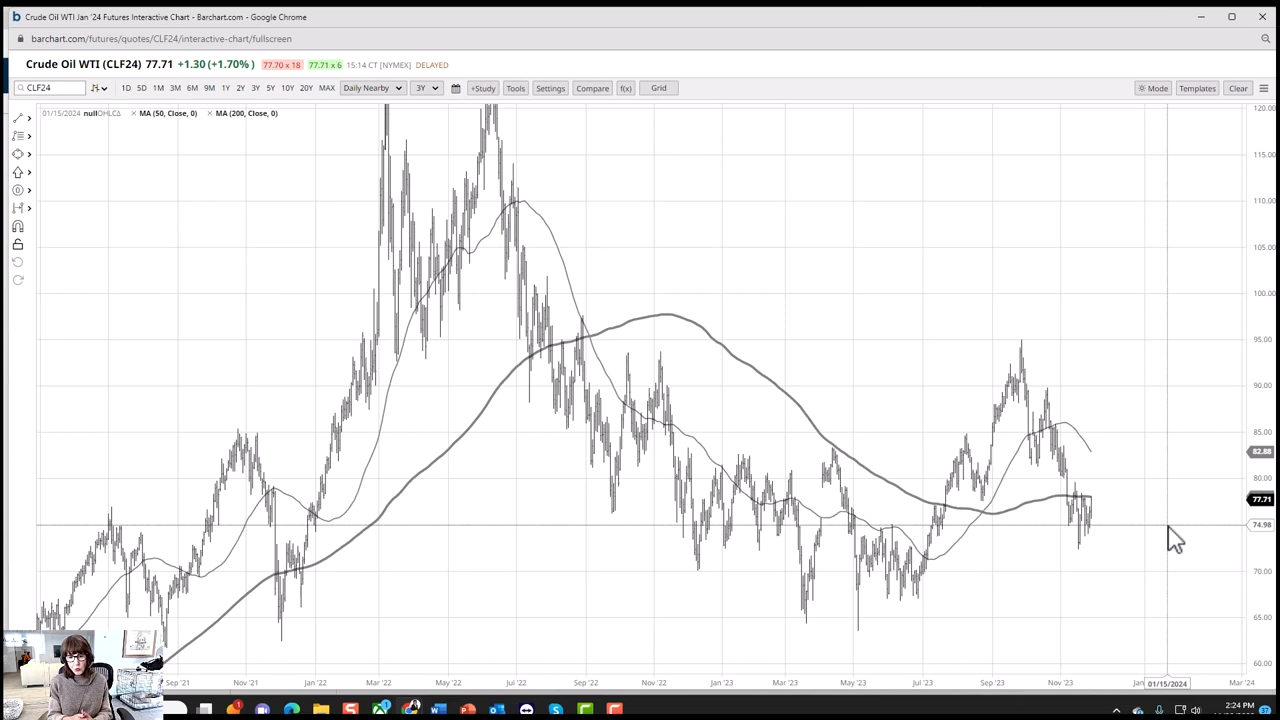 Crude Oil WTI Jan '24 Futures Interactive Chart - Barchart.com - Google Chrome
barchart.com/futures/quotes/CLF24/interactive-chart/fullscreen
Crude Oil WTI (CLF24) 77.71 +1.30 (+1.70%) 77.70 x 18 77.71 x 6 15:14 CT [NYMEX] DELAYED
CLF24 1D 5D 1M 3M 6M 9M 1Y 2Y 3Y 5Y 10Y 20Y MAX Daily Nearby 3Y +Study Tools Settings Compare f(x) Grid Mode Templates Clear
01/15/2024 nullOHLCΔ × MA (50, Close, 0) × MA (200, Close, 0)
120.00
115.00
110.00
105.00
100.00
95.00
90.00
85.00
82.88
80.00
77.71
74.98
70.00
65.00
60.00
Sep '21 Nov '21 Jan '22 Mar '22 May '22 Jul '22 Sep '22 Nov '22 Jan '23 Mar '23 May '23 Jul '23 Sep '23 Nov '23 01/15/2024 Mar '24
2:24 PM